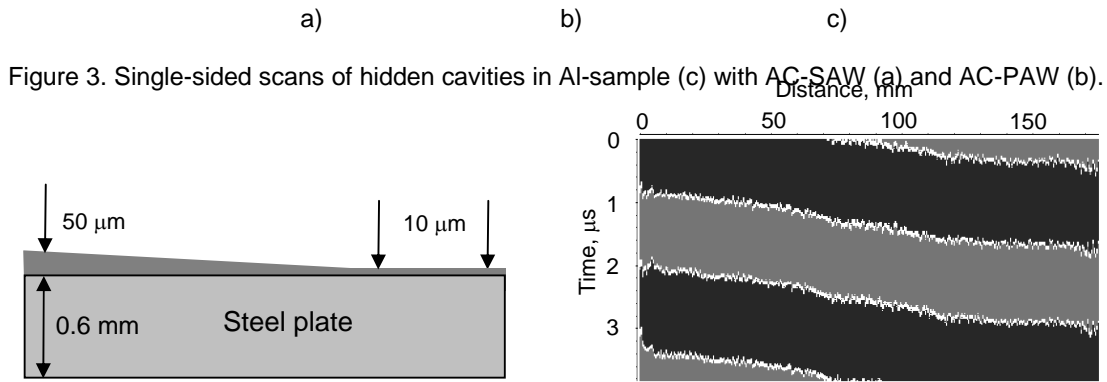 a) b) c)
Figure 3. Single-sided scans of hidden cavities in Al-sample (c) with AC-SAW (a) and AC-PAW (b).
Distance, mm
0 50 100 150
0
1
2
3
Time, μs
50 μm
10 μm
0.6 mm
Steel plate